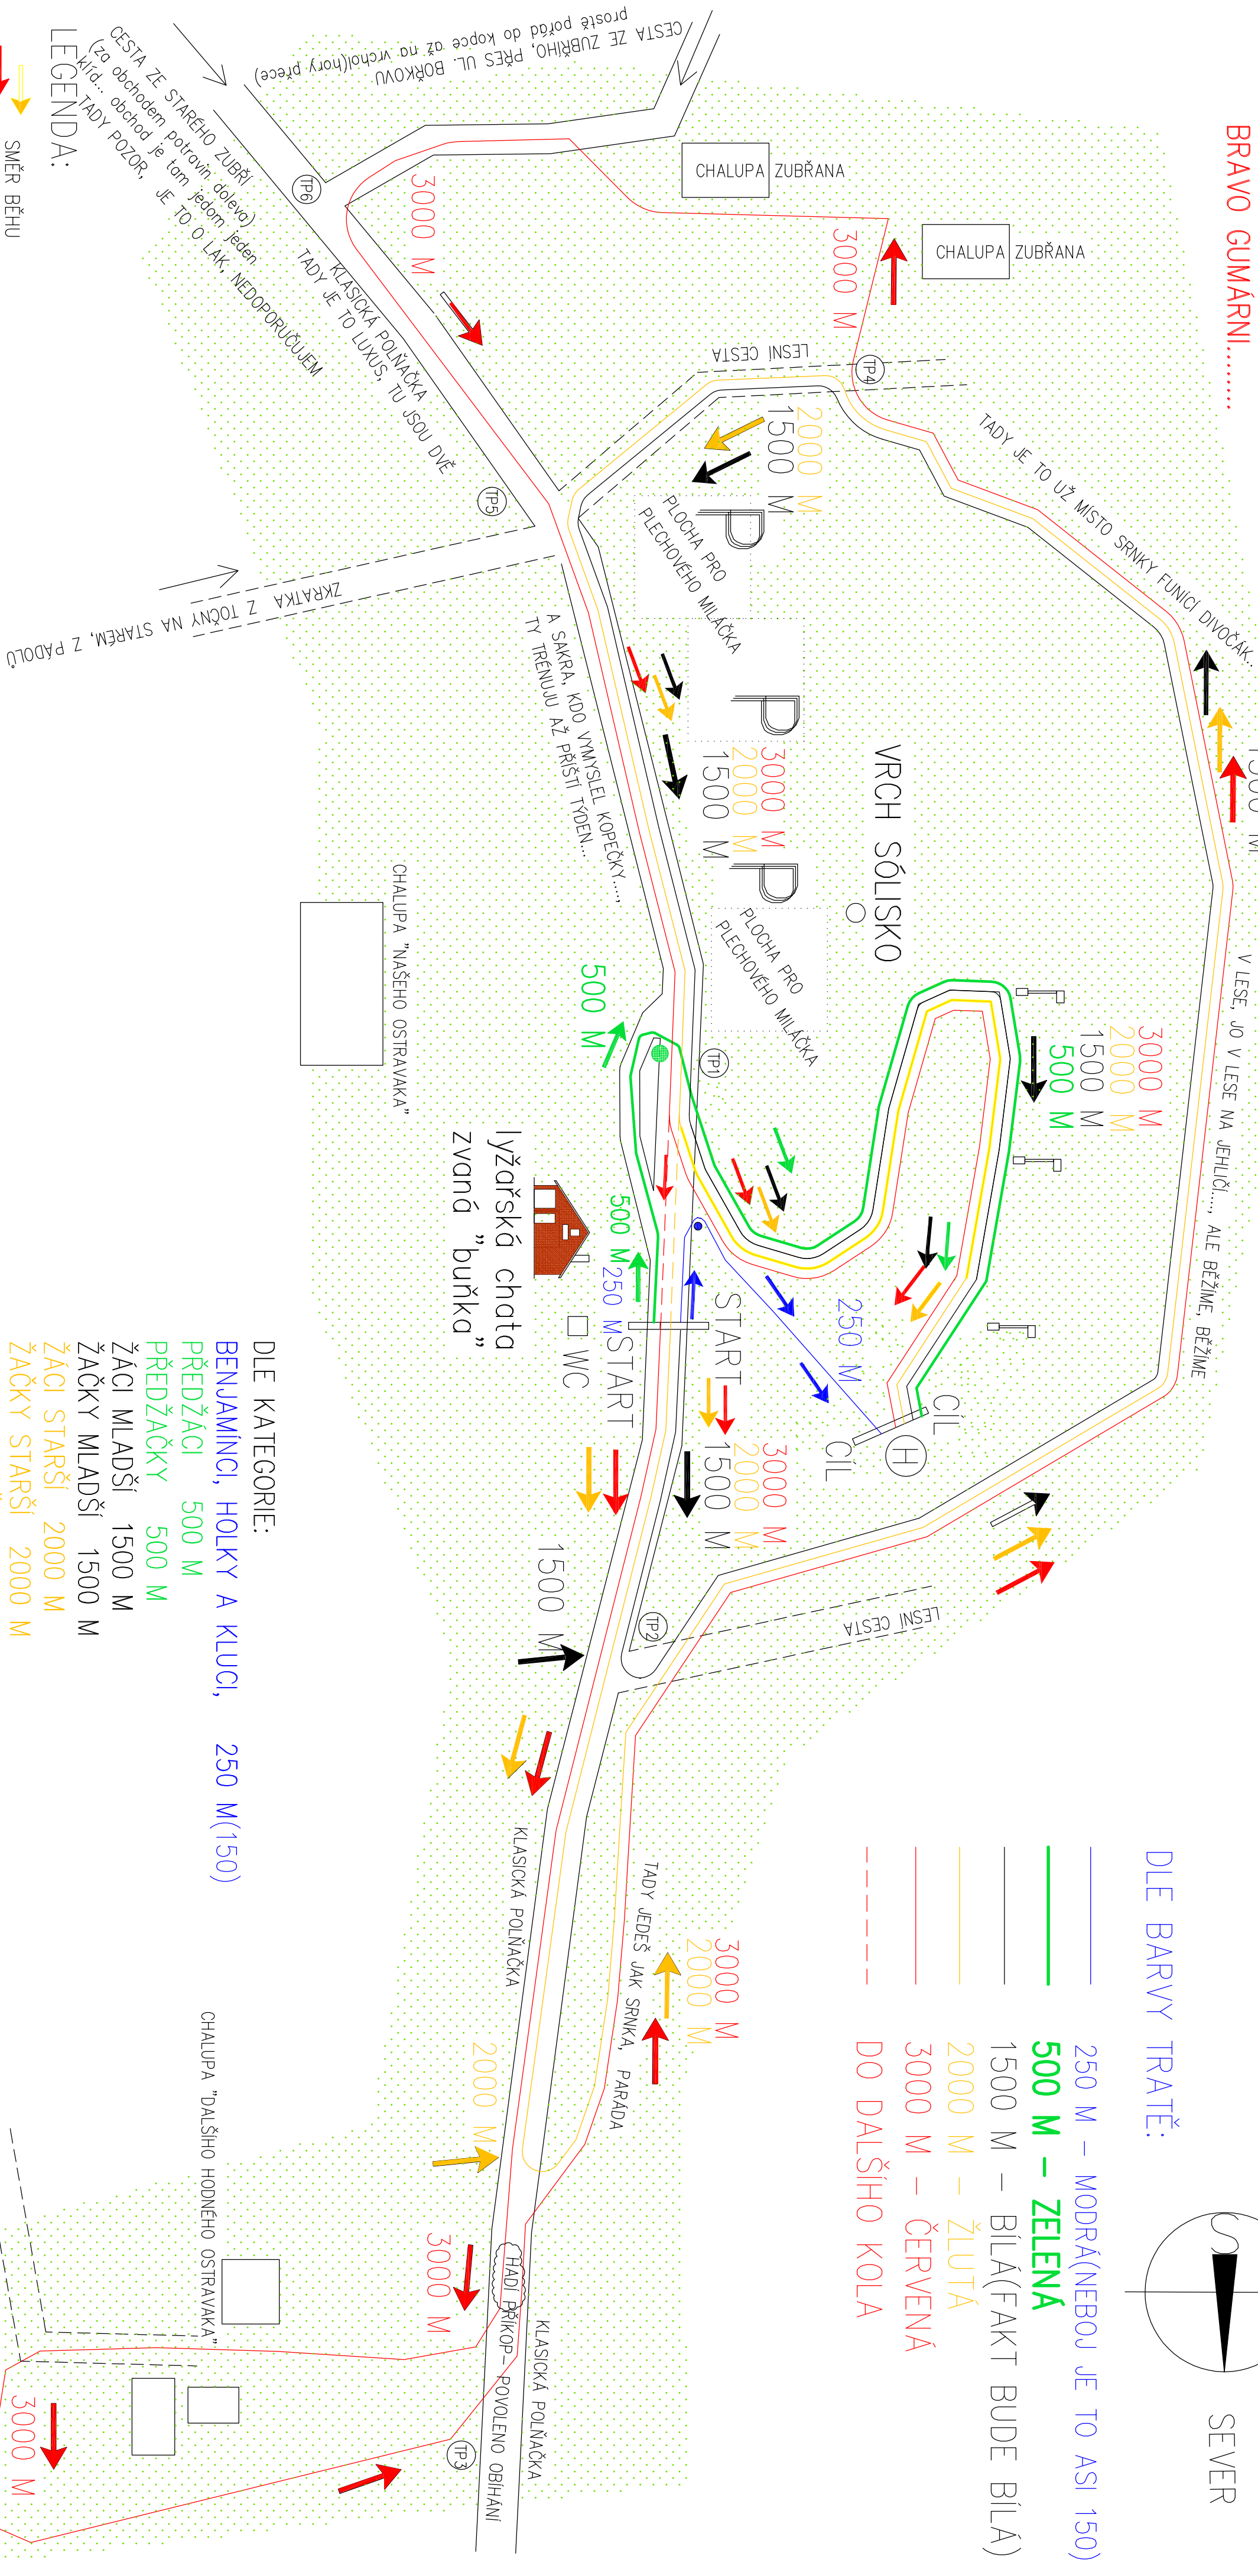 BRAVO GUMÁRNI........
CESTA ZE ZUBŘÍHO, PŘES UL. BOŘKOVU
prostě pořád do kopce až na vrchol(hory přece)
CESTA ZE STARÉHO ZUBŘÍ
(za obchodem potravin doleva)
klid... obchod je tam jedom jeden
TADY POZOR, JE TO O LAK, NEDOPORUČUJEM
LEGENDA:
SMĚR BĚHU
CHALUPA ZUBŘANA
CHALUPA ZUBŘANA
3000 M
3000 M
TP6
KLASICKÁ POLŇAČKA
TADY JE TO LUXUS, TU JSOU DVĚ
LESNÍ CESTA
TP4
TADY JE TO UŽ MÍSTO SRNKY FUNICÍ DIVOČÁK..
2000 M
1500 M
TP5
ZKRATKA Z TOČNY NA STARÉM, Z PÁDOLŮ
PLOCHA PRO
PLECHOVÉHO MILÁČKA
P
P
P
A SAKRA, KDO VYMYSLEL KOPEČKY....,
TY TRÉNUJU AŽ PŘÍŠTÍ TÝDEN...
3000 M
2000 M
1500 M
VRCH SÓLISKO
PLOCHA PRO
PLECHOVÉHO MILÁČKA
V LESE, JO V LESE NA JEHLIČÍ..., ALE BĚŽÍME, BĚŽÍME
CHALUPA "NAŠEHO OSTRAVAKA"
500 M
TP1
3000 M
2000 M
1500 M
500 M
lyžařská chata
zvaná "buňka"
500 M
250 M
START
START
WC
250 M
CÍL
CÍL
H
3000 M
2000 M
1500 M
1500 M
TP2
LESNÍ CESTA
DLE KATEGORIE:
BENJAMÍNCI, HOLKY A KLUCI, 250 M(150)
PŘEDŽÁCI 500 M
PŘEDŽAČKY 500 M
ŽÁCI MLADŠÍ 1500 M
ŽAČKY MLADŠÍ 1500 M
ŽÁCI STARŠÍ 2000 M
ŽAČKY STARŠÍ 2000 M
KLASICKÁ POLŇAČKA
TADY JEDEŠ JAK SRNKA, PARÁDA
3000 M
2000 M
2000 M
3000 M
HADÍ PŘÍKOP– POVOLENO OBÍHÁNÍ
KLASICKÁ POLŇAČKA
TP3
CHALUPA "DALŠÍHO HODNÉHO OSTRAVAKA"
3000 M
DLE BARVY TRATĚ:
250 M – MODRÁ(NEBOJ JE TO ASI 150)
500 M – ZELENÁ
1500 M – BÍLÁ(FAKT BUDE BÍLÁ)
2000 M – ŽLUTÁ
3000 M – ČERVENÁ
DO DALŠÍHO KOLA
S
SEVER